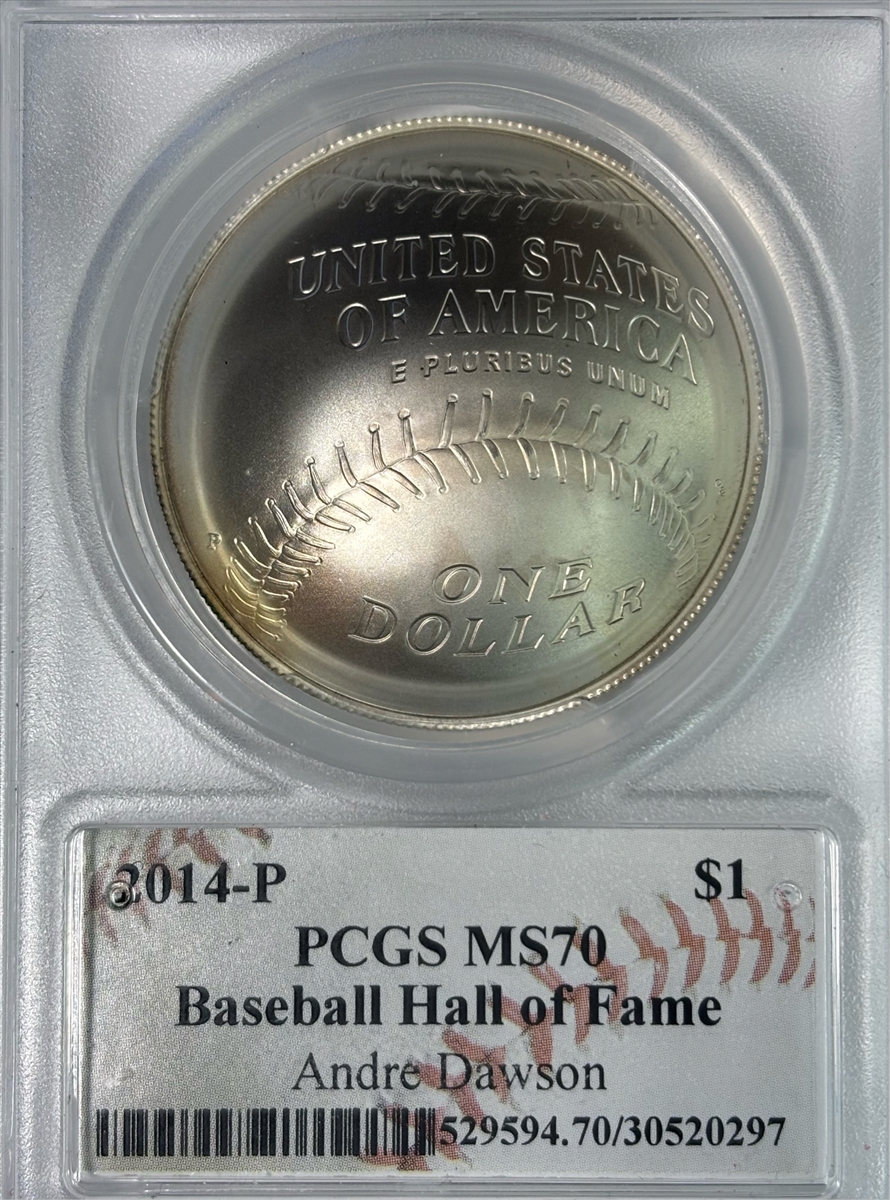 UNITED STATES
OF AMERICA
E PLURIBUS UNUM
P
ONE
DOLLAR
2014-P $1
PCGS MS70
Baseball Hall of Fame
Andre Dawson
529594.70/30520297